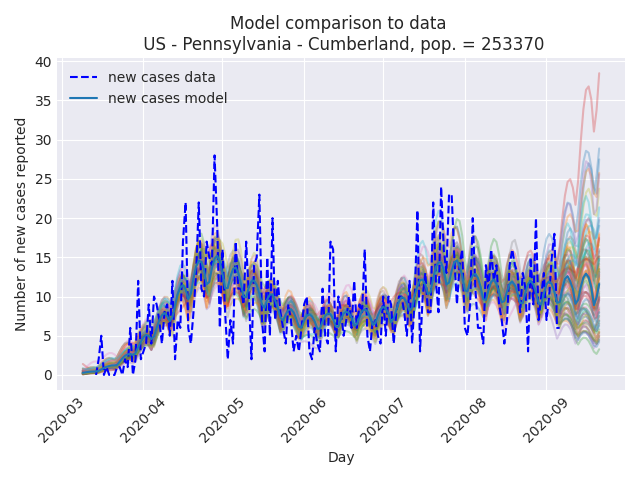 Model comparison to data
US - Pennsylvania - Cumberland, pop. = 253370
new cases data
new cases model
Number of new cases reported
40
35
30
25
20
15
10
5
0
2020-03
2020-04
2020-05
2020-06
2020-07
2020-08
2020-09
Day